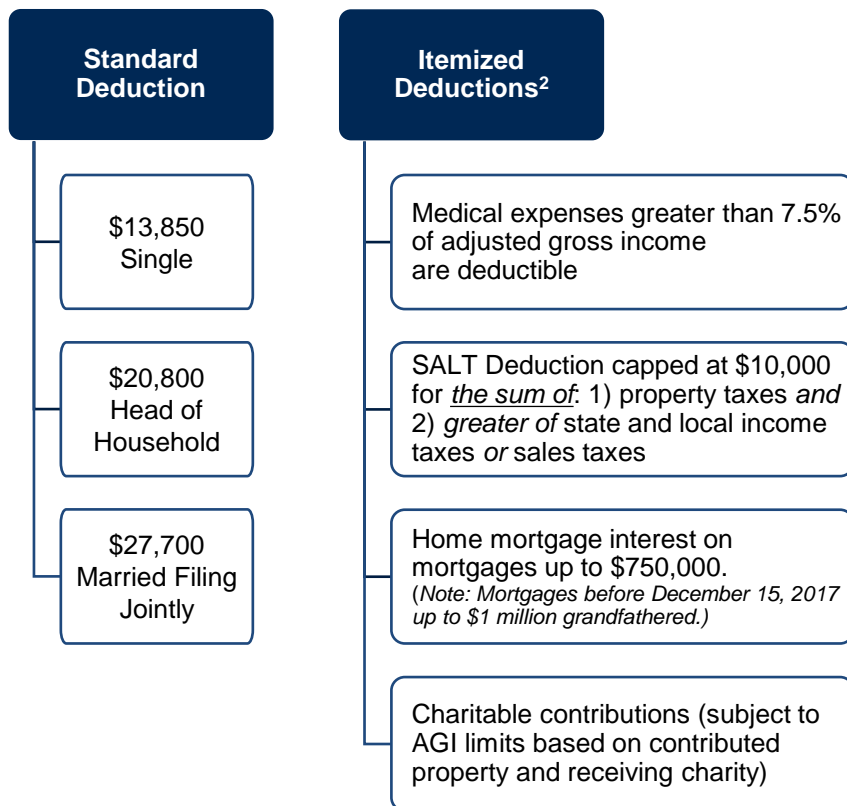 Standard
Deduction
$13,850
Single
$20,800
Head of
Household
$27,700
Married Filing
Jointly
Itemized
Deductions²
Medical expenses greater than 7.5%
of adjusted gross income
are deductible
SALT Deduction capped at $10,000
for the sum of: 1) property taxes and
2) greater of state and local income
taxes or sales taxes
Home mortgage interest on
mortgages up to $750,000.
(Note: Mortgages before December 15, 2017
up to $1 million grandfathered.)
Charitable contributions (subject to
AGI limits based on contributed
property and receiving charity)